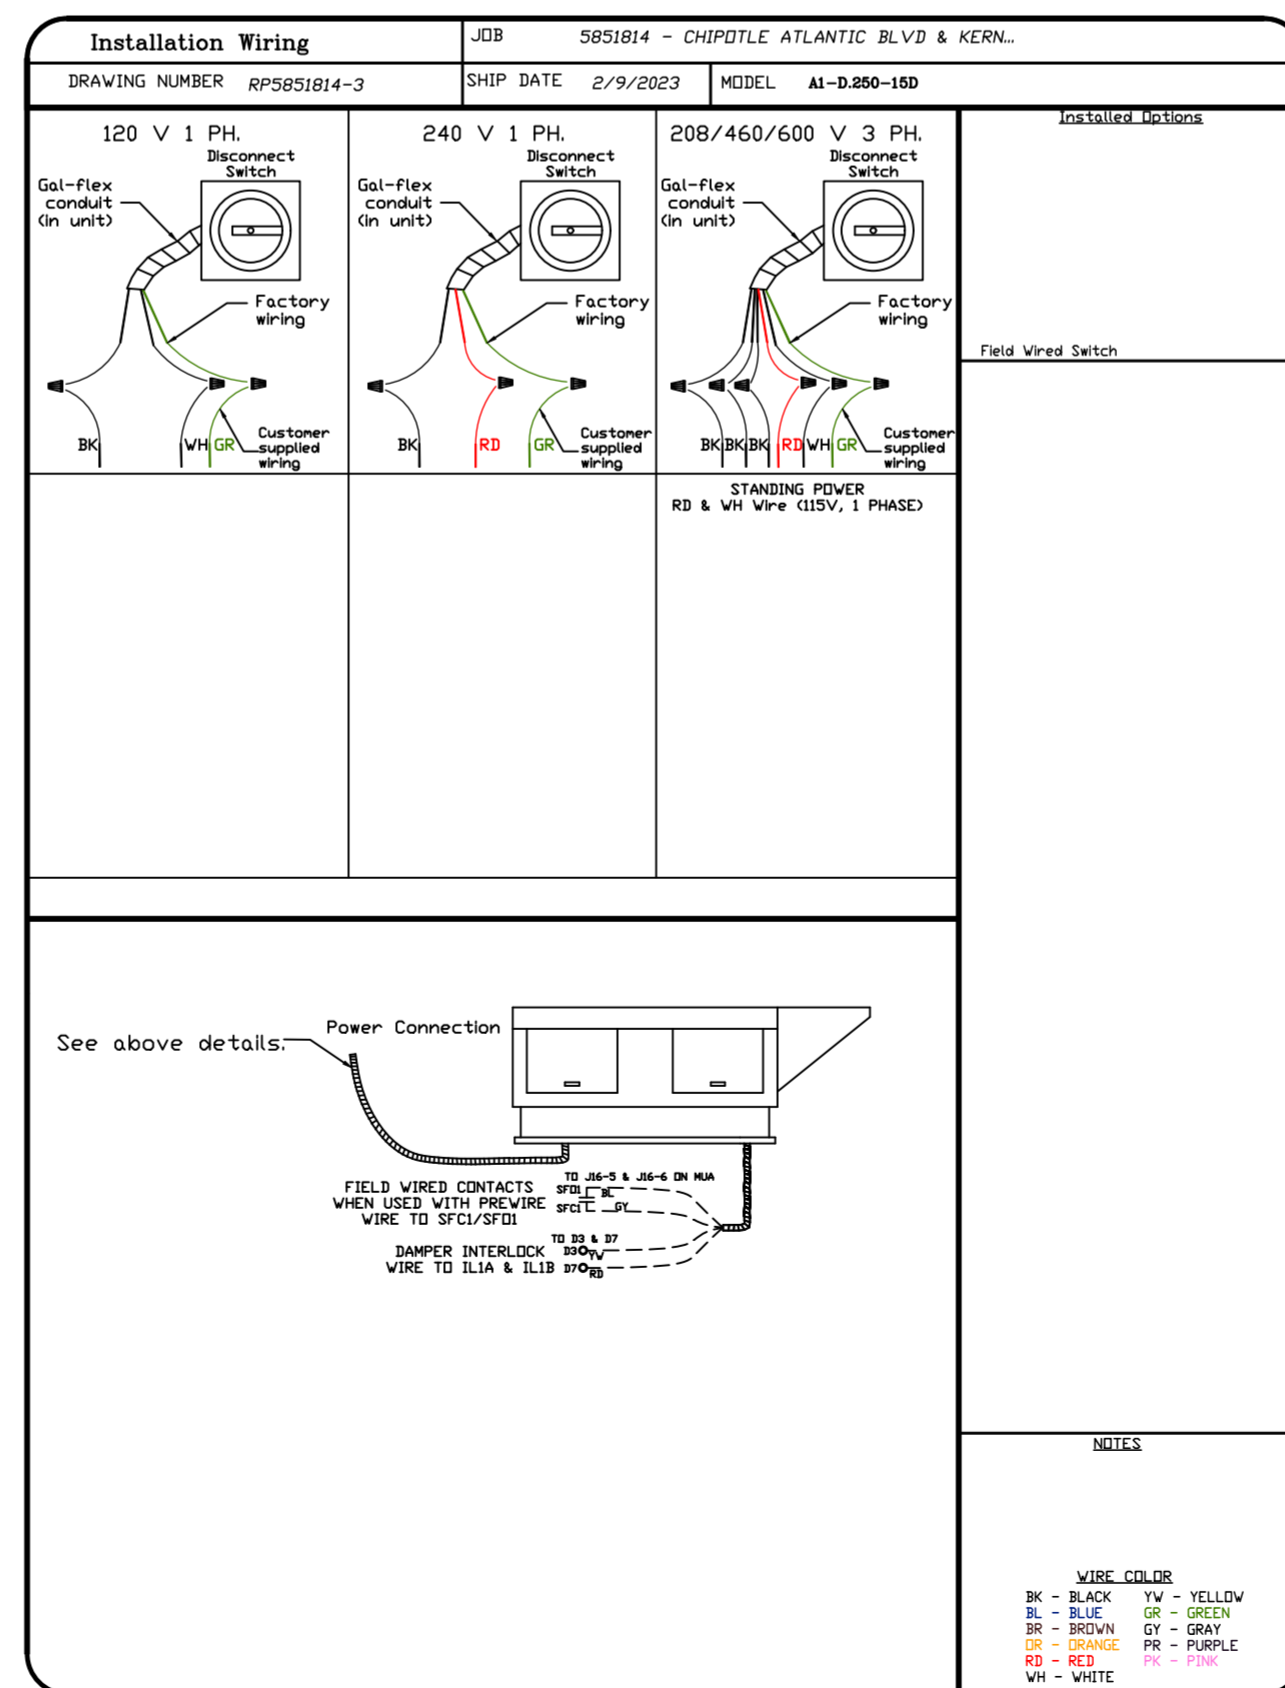 Installation Wiring
JOB 5851814 - CHIPOTLE ATLANTIC BLVD & KERN...
DRAWING NUMBER RP5851814-3
SHIP DATE 2/9/2023
MODEL A1-D.250-15D
120 V 1 PH.
Disconnect
Switch
Gal-flex
conduit
(in unit)
Factory
wiring
BK
WH
GR
Customer
supplied
wiring
240 V 1 PH.
Disconnect
Switch
Gal-flex
conduit
(in unit)
Factory
wiring
BK
RD
GR
Customer
supplied
wiring
208/460/600 V 3 PH.
Disconnect
Switch
Gal-flex
conduit
(in unit)
Factory
wiring
BK
BK
BK
RD
WH
GR
Customer
supplied
wiring
STANDING POWER
RD & WH Wire (115V, 1 PHASE)
Installed Options
Field Wired Switch
See above details.
Power Connection
TO J16-5 & J16-6 ON MUA
FIELD WIRED CONTACTS
WHEN USED WITH PREWIRE
WIRE TO SFC1/SFO1
SFO1
BL
SFC1
GY
TO D3 & D7
DAMPER INTERLOCK
WIRE TO IL1A & IL1B
D3
YW
D7
RD
NOTES
WIRE COLOR
BK - BLACK YW - YELLOW
BL - BLUE GR - GREEN
BR - BROWN GY - GRAY
OR - ORANGE PR - PURPLE
RD - RED PK - PINK
WH - WHITE